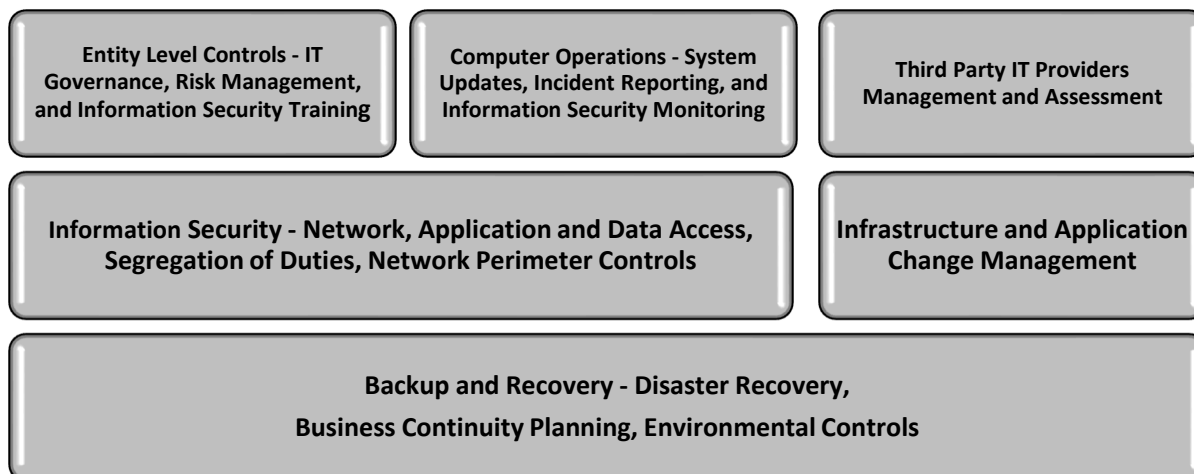 Entity Level Controls - IT
Governance, Risk Management,
and Information Security Training
Computer Operations - System
Updates, Incident Reporting, and
Information Security Monitoring
Third Party IT Providers
Management and Assessment
Information Security - Network, Application and Data Access,
Segregation of Duties, Network Perimeter Controls
Infrastructure and Application
Change Management
Backup and Recovery - Disaster Recovery,
Business Continuity Planning, Environmental Controls